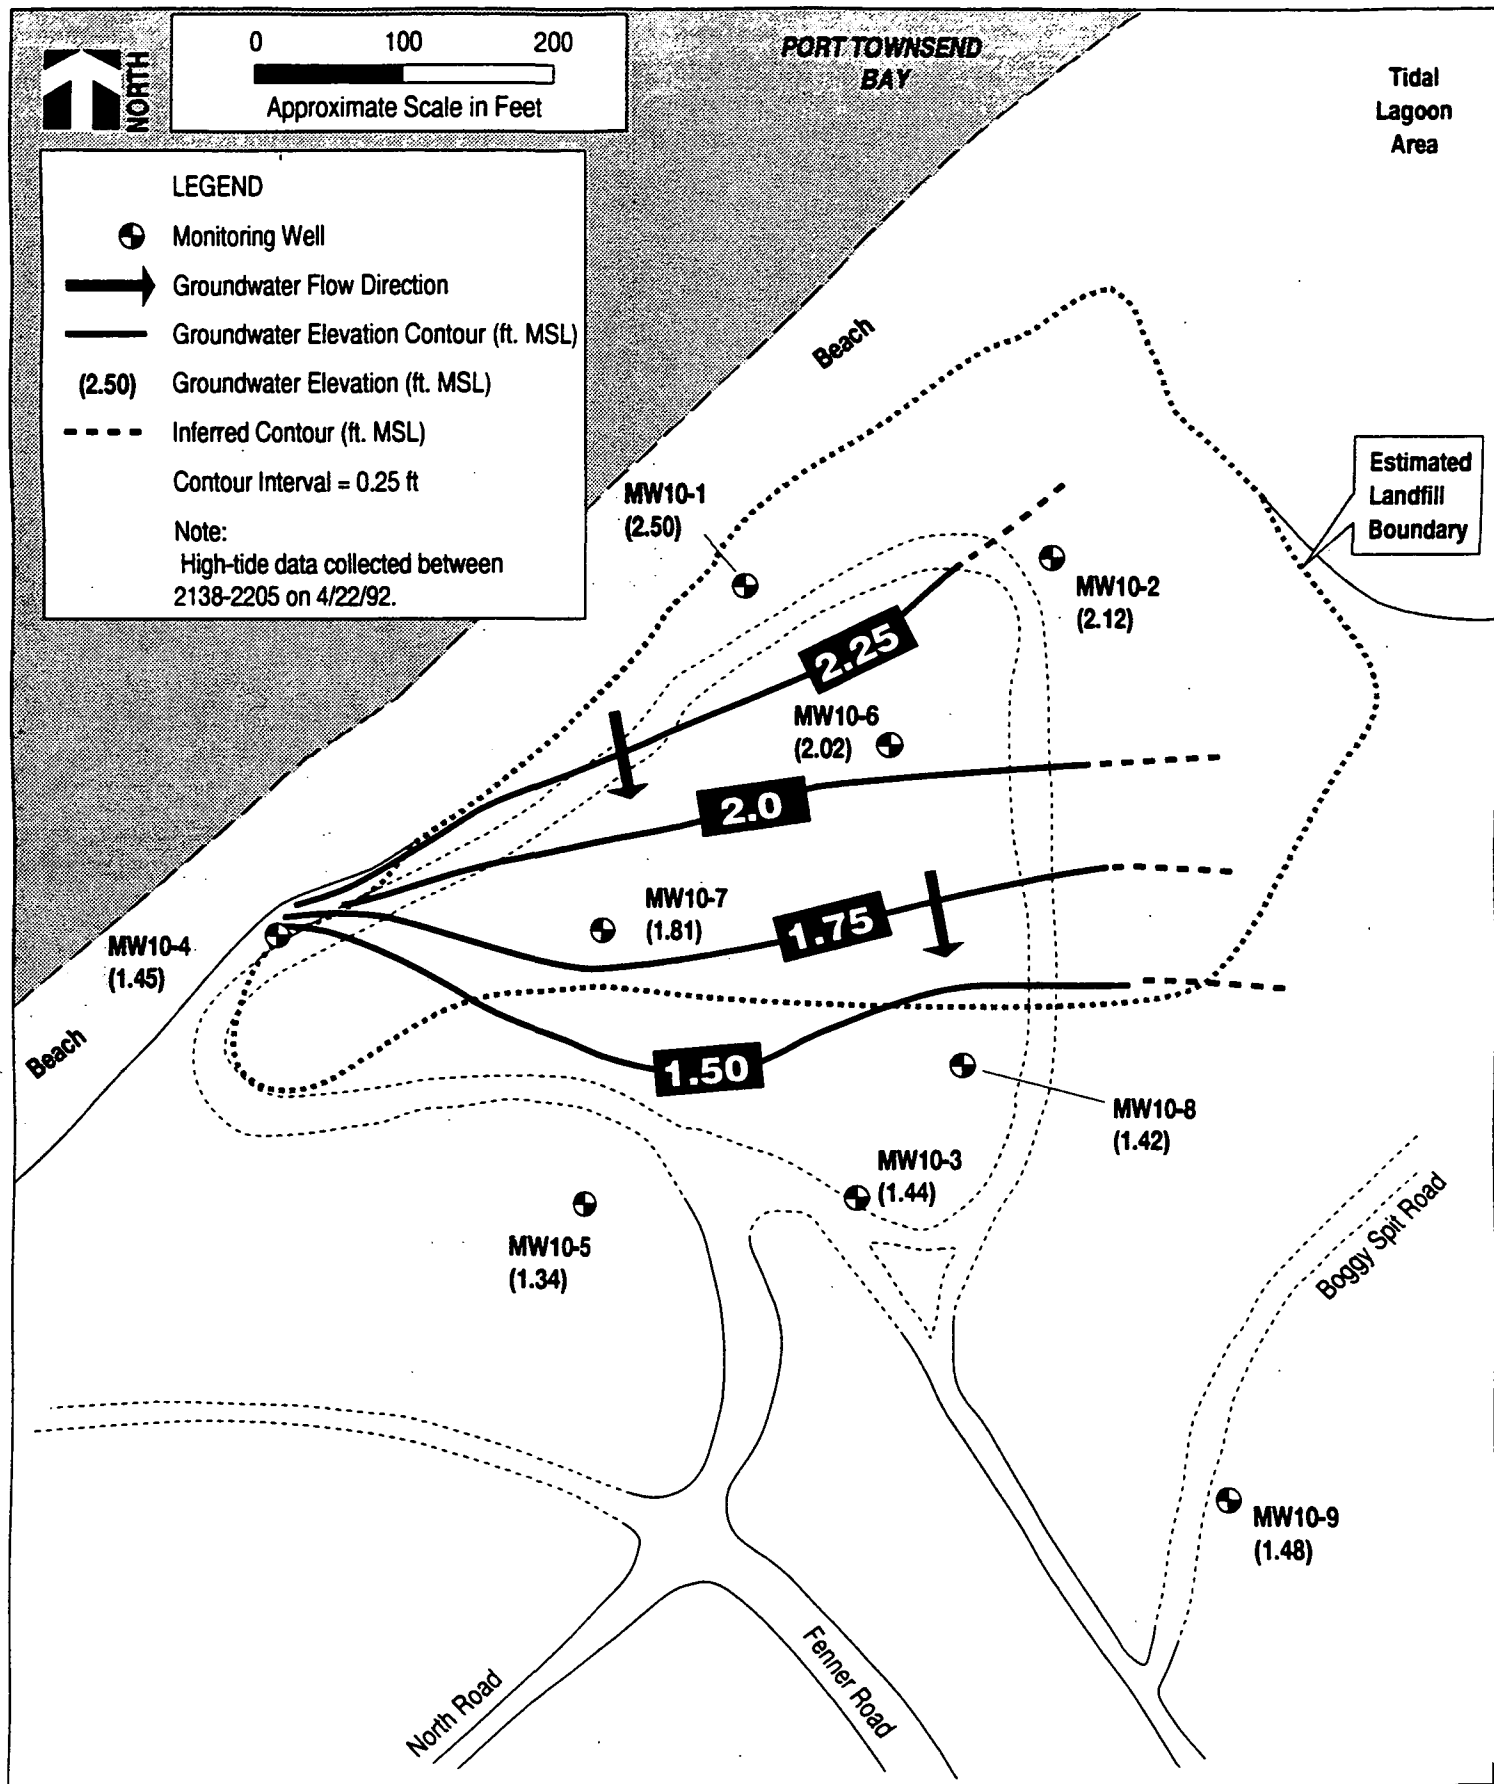 0 100 200
Approximate Scale in Feet
NORTH
PORT TOWNSEND
BAY
Tidal
Lagoon
Area
LEGEND
Monitoring Well
Groundwater Flow Direction
Groundwater Elevation Contour (ft. MSL)
(2.50) Groundwater Elevation (ft. MSL)
Inferred Contour (ft. MSL)
Contour Interval = 0.25 ft
Note:
High-tide data collected between
2138-2205 on 4/22/92.
Beach
Estimated
Landfill
Boundary
MW10-1
(2.50)
MW10-2
(2.12)
2.25
MW10-6
(2.02)
2.0
MW10-7
(1.81)
1.75
MW10-4
(1.45)
Beach
1.50
MW10-8
(1.42)
MW10-3
(1.44)
MW10-5
(1.34)
Boggy Spit Road
MW10-9
(1.48)
North Road
Fenner Road